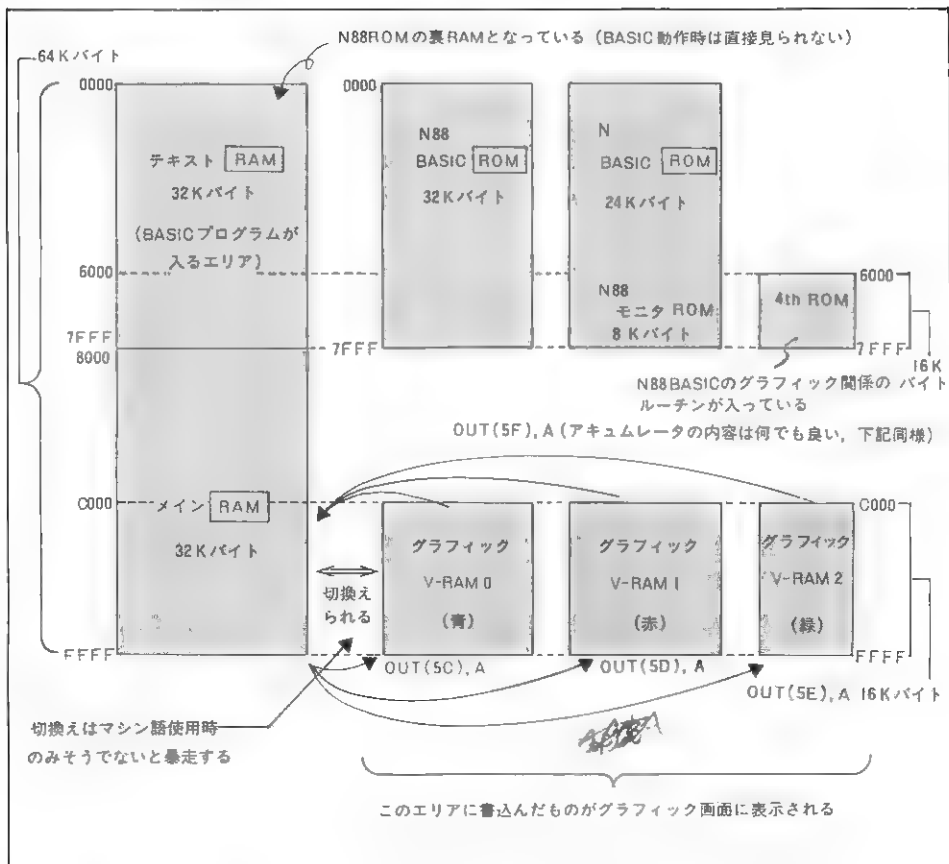 N88ROMの裏RAMとなっている（BASIC動作時は直接見られない）
64Kバイト
0000
0000
テキスト RAM
32Kバイト
(BASICプログラムが
入るエリア)
6000
7FFF
8000
N88
BASIC ROM
32Kバイト
7FFF
N
BASIC ROM
24Kバイト
N88
モニタ ROM
8Kバイト
6000
4th ROM
7FFF
16K
バイト
N88BASICのグラフィック関係の
ルーチンが入っている
OUT(5F), A (アキュムレータの内容は何でも良い, 下記同様)
C000
メイン RAM
32Kバイト
FFFF
切換え
られる
グラフィック
V-RAM 0
(青)
OUT(5C), A
グラフィック
V-RAM 1
(赤)
OUT(5D), A
C000
グラフィック
V-RAM 2
(緑)
FFFF
OUT(5E), A
16Kバイト
切換えはマシン語使用時
のみそうでないと暴走する
このエリアに書込んだものがグラフィック画面に表示される